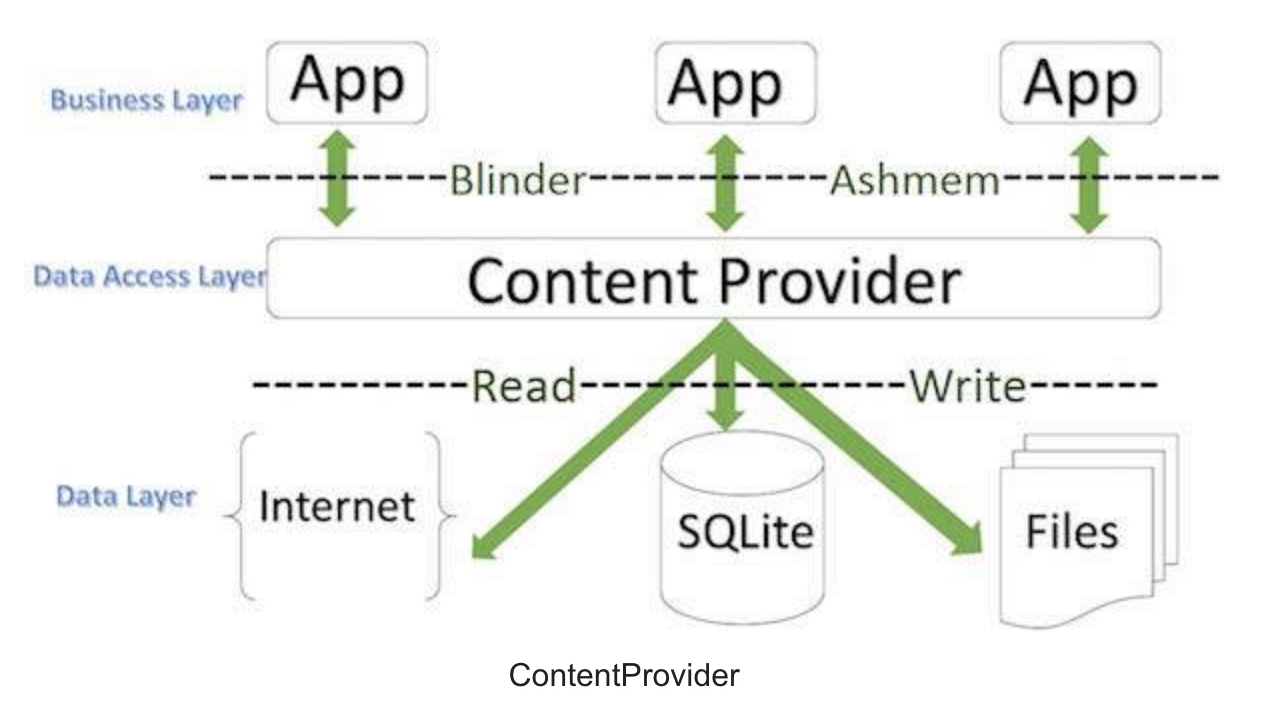 App App App
Business Layer
Blinder Ashmem
Data Access Layer Content Provider
Read Write
Data Layer Internet SQLite Files
ContentProvider